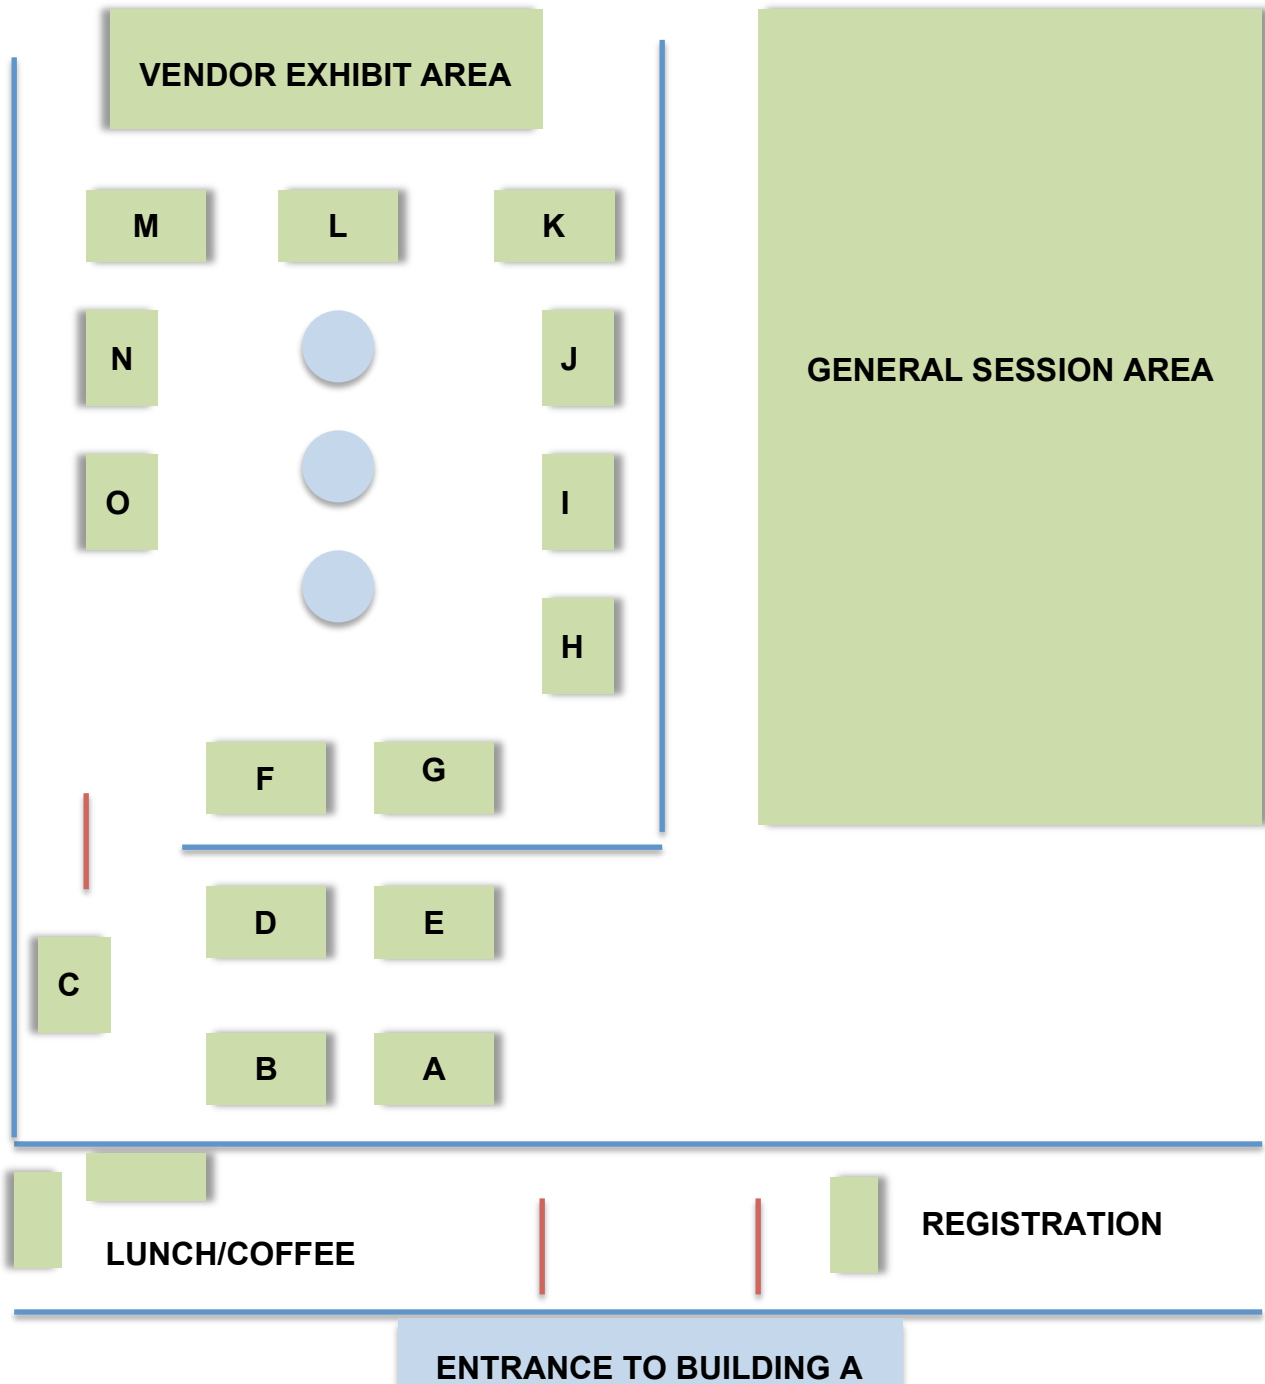 VENDOR EXHIBIT AREA
M
L
K
N
J
GENERAL SESSION AREA
O
I
H
F
G
D
E
C
B
A
REGISTRATION
LUNCH/COFFEE
ENTRANCE TO BUILDING A